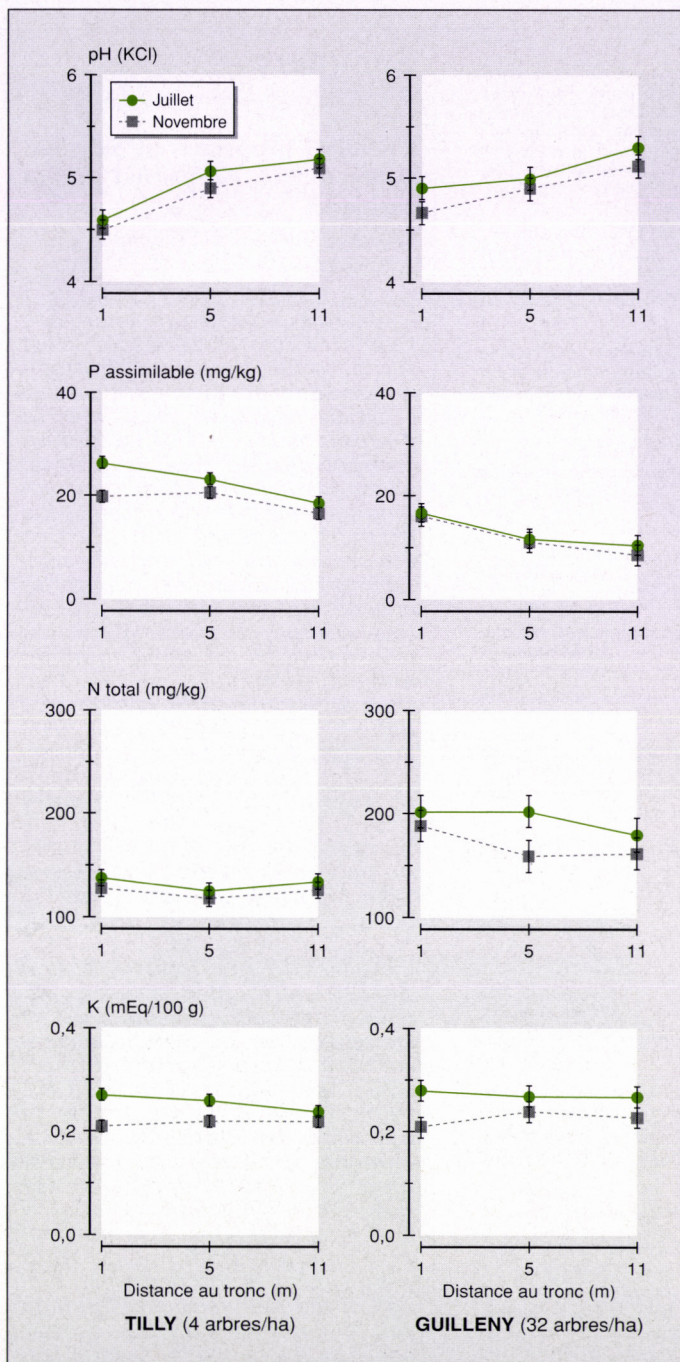 pH (KCl)
6
5
4
Juillet
Novembre
1 5 11
6
5
4
1 5 11
P assimilable (mg/kg)
40
20
0
1 5 11
40
20
0
1 5 11
N total (mg/kg)
300
200
100
1 5 11
300
200
100
1 5 11
K (mEq/100 g)
0,4
0,2
0,0
1 5 11
Distance au tronc (m)
TILLY (4 arbres/ha)
0,4
0,2
0,0
1 5 11
Distance au tronc (m)
GUILLENY (32 arbres/ha)